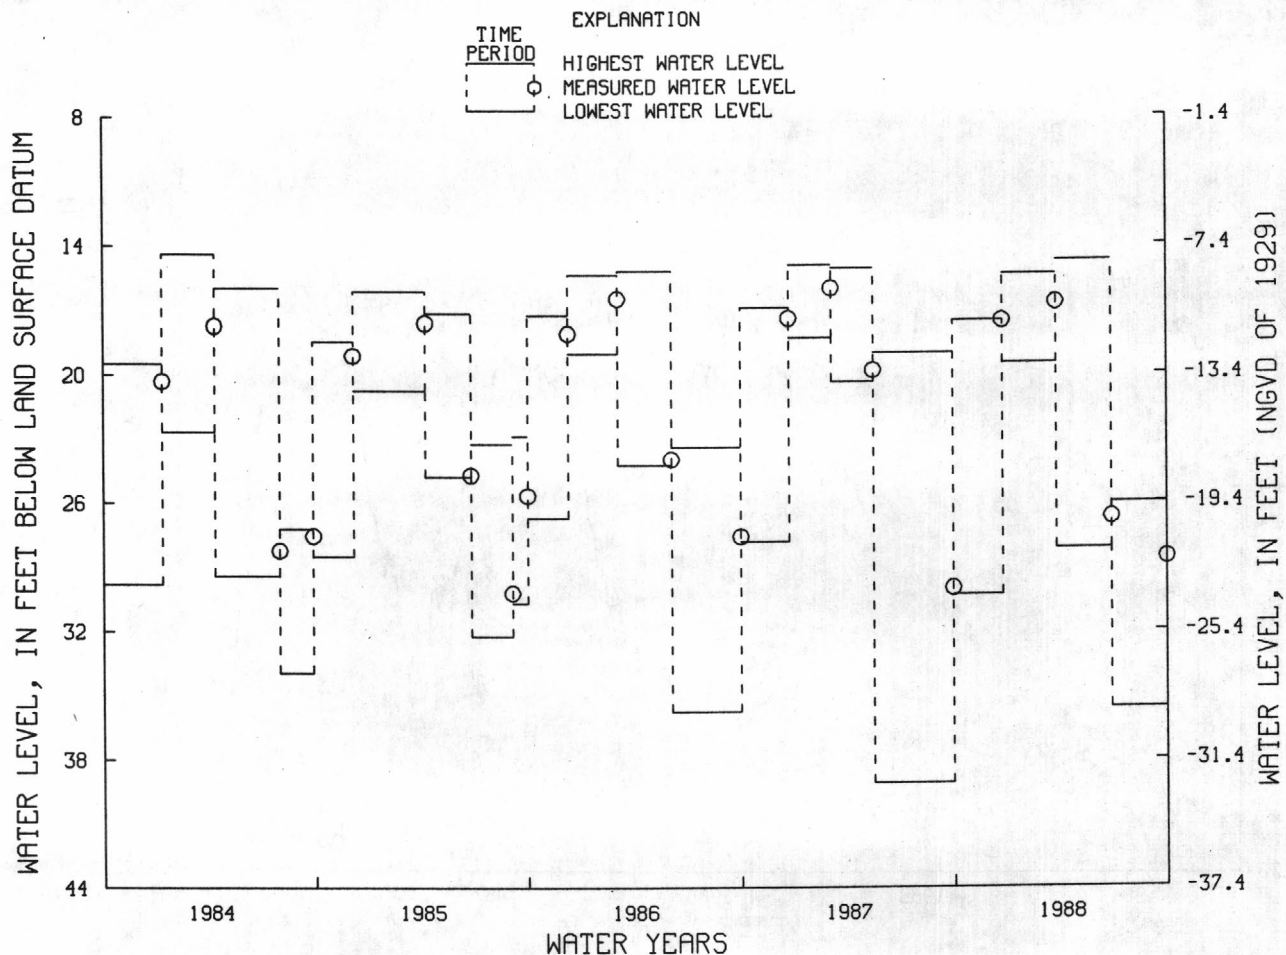 EXPLANATION
TIME
PERIOD
HIGHEST WATER LEVEL
MEASURED WATER LEVEL
LOWEST WATER LEVEL
WATER LEVEL, IN FEET BELOW LAND SURFACE DATUM
8
14
20
26
32
38
44
-1.4
-7.4
-13.4
-19.4
-25.4
-31.4
-37.4
WATER LEVEL, IN FEET (NGVD OF 1929)
1984
1985
1986
1987
1988
WATER YEARS